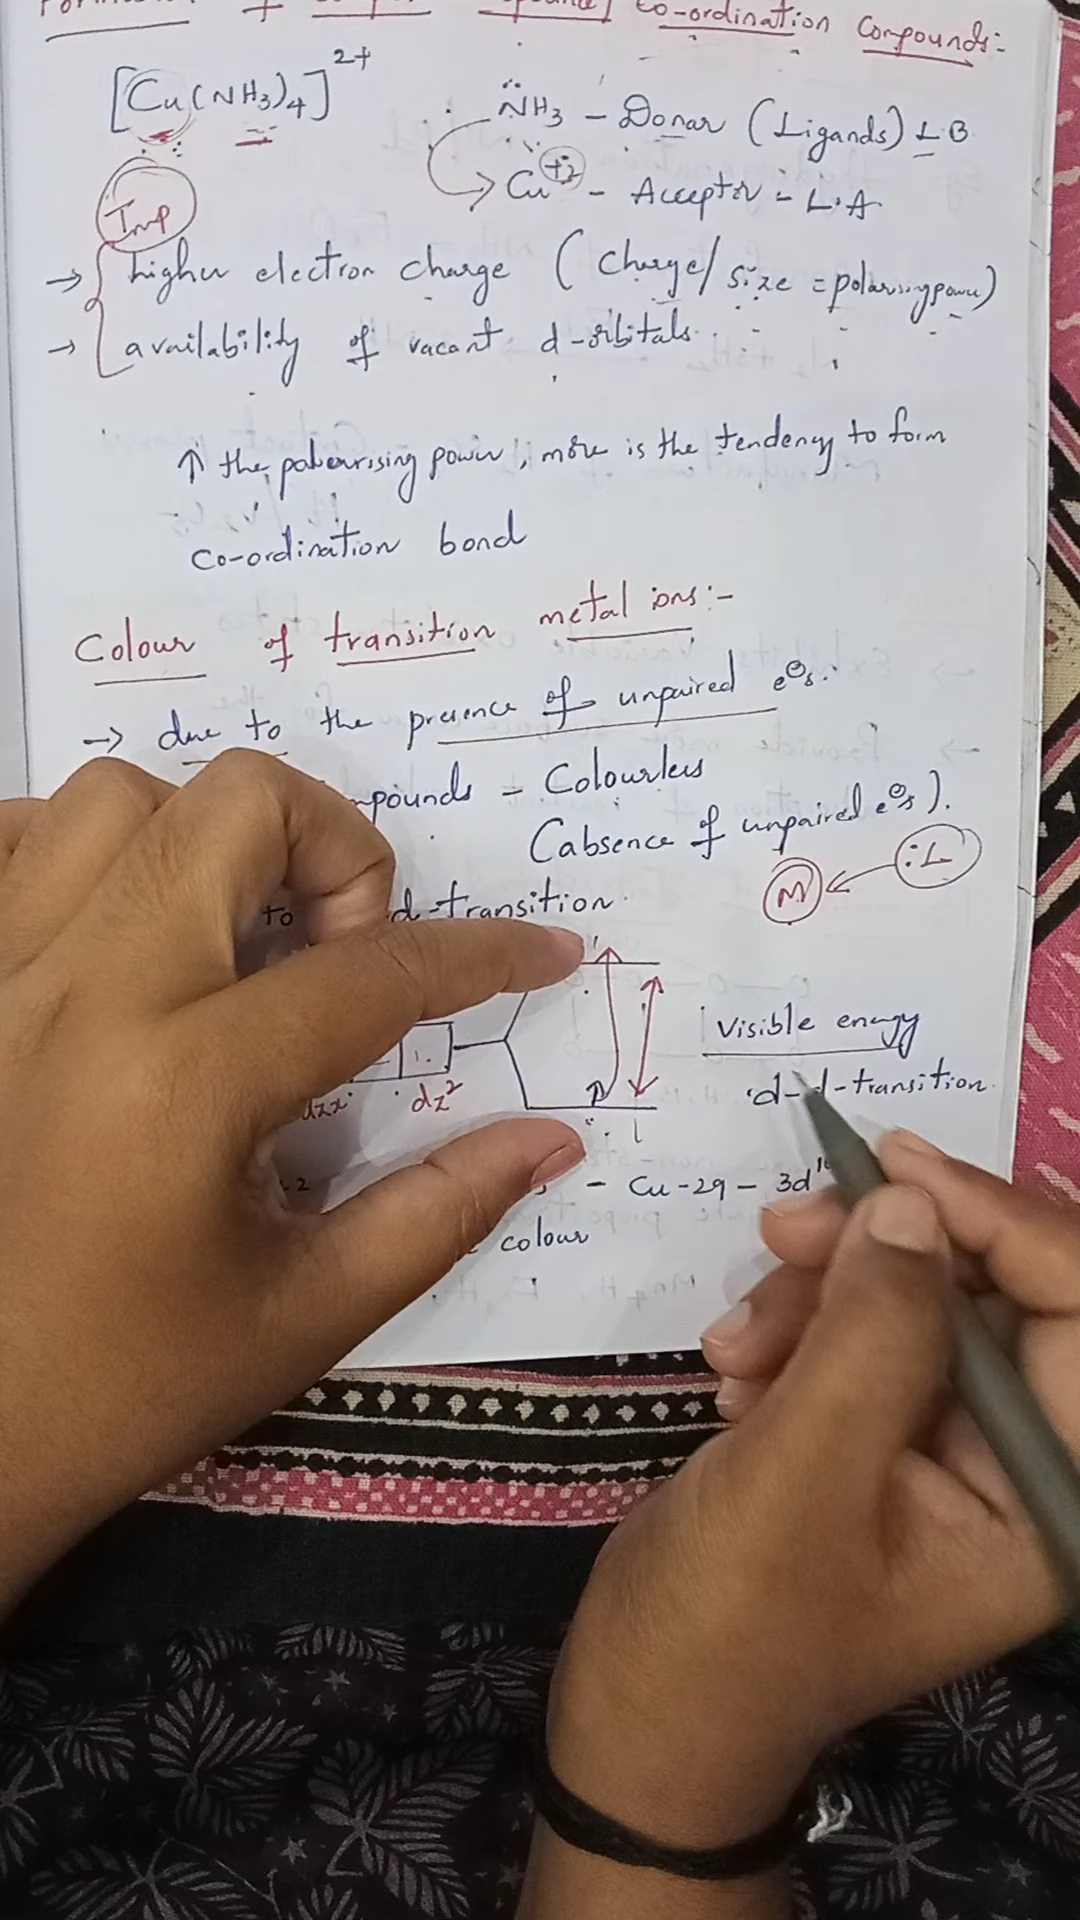 Co-ordination Compounds:-
[Cu(NH3)4]2+
N̈H3 - Donar (Ligands) L.B
Cu+2 - Acceptor - L.A.
Imp
→ higher electron charge (Charge/size = polarising power)
→ availability of vacant d-orbitals.
↑ the polarising power, more is the tendency to form
Co-ordination bond
Colour of transition metal ions:-
→ due to the presence of unpaired e⊖s.
pounds - Colourless
(absence of unpaired e⊖s).
M ← :L
to d-transition.
1.
Visible energy
d-d-transition.
dzx dz2
- Cu-29 - 3d
colour